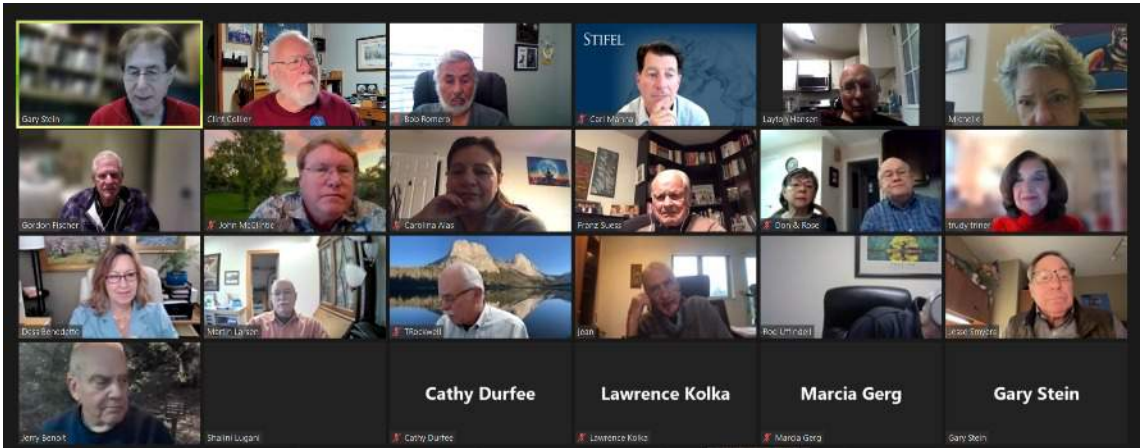 STIFEL
Gary Stein
Clint Collier
Bob Romero
Carl Manna
Layton Hansen
Michelle
Gordon Fischer
John McClintoc
Carolina Alas
Franz Suess
Don & Rose
trudy triner
Dess Benedetto
Martin Larsen
TRockwell
Jean
Rod Uffindell
Jesse Smyers
Cathy Durfee
Lawrence Kolka
Marcia Gerg
Gary Stein
Jerry Benoit
Shalini Lugani
Cathy Durfee
Lawrence Kolka
Marcia Gerg
Gary Stein